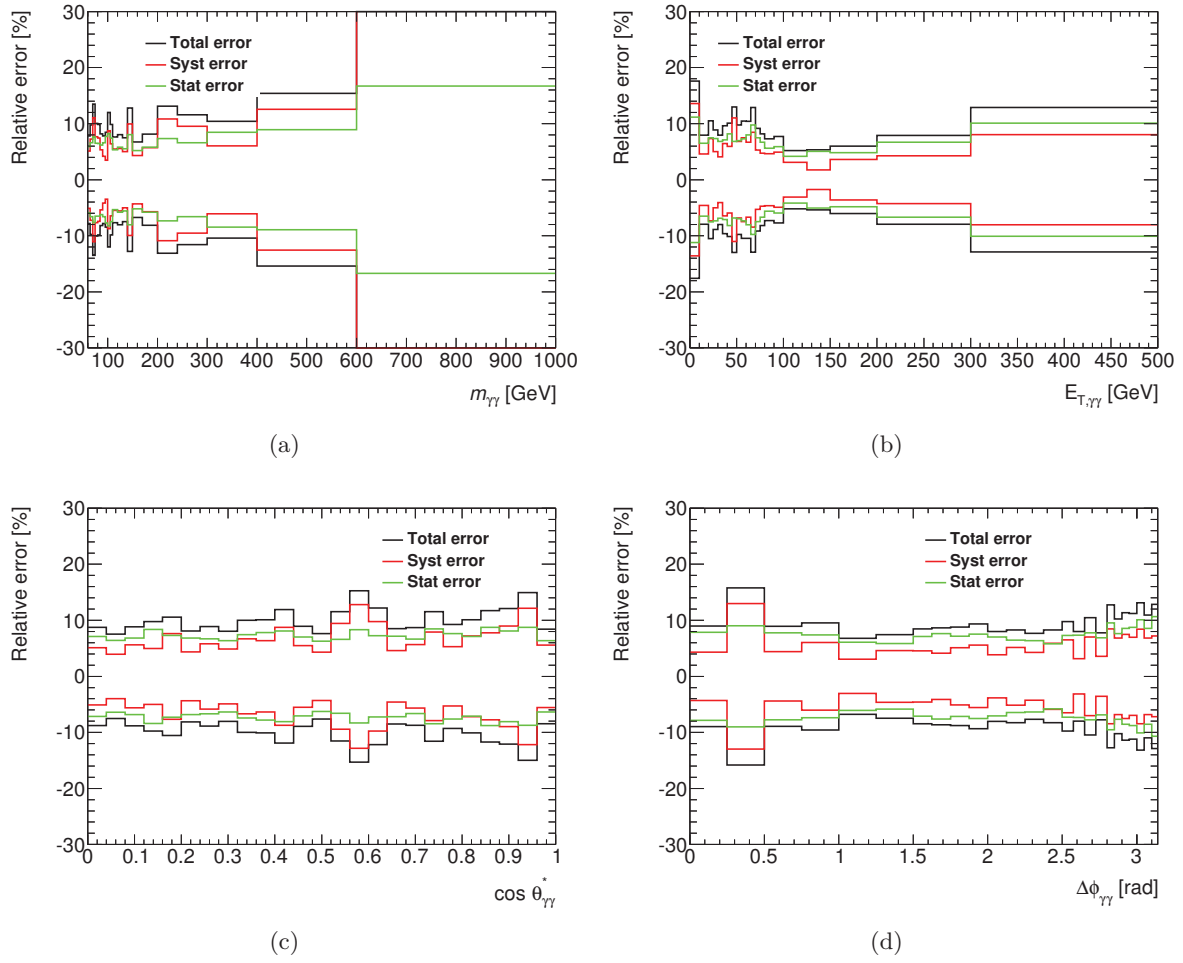 Relative error [%]
30
20
10
0
-10
-20
-30
Total error
Syst error
Stat error
100 200 300 400 500 600 700 800 900 1000
m_γγ [GeV]
(a)
Relative error [%]
30
20
10
0
-10
-20
-30
Total error
Syst error
Stat error
0 50 100 150 200 250 300 350 400 450 500
E_T,γγ [GeV]
(b)
Relative error [%]
30
20
10
0
-10
-20
-30
Total error
Syst error
Stat error
0 0.1 0.2 0.3 0.4 0.5 0.6 0.7 0.8 0.9 1
cos θ*_γγ
(c)
Relative error [%]
30
20
10
0
-10
-20
-30
Total error
Syst error
Stat error
0 0.5 1 1.5 2 2.5 3
Δϕ_γγ [rad]
(d)